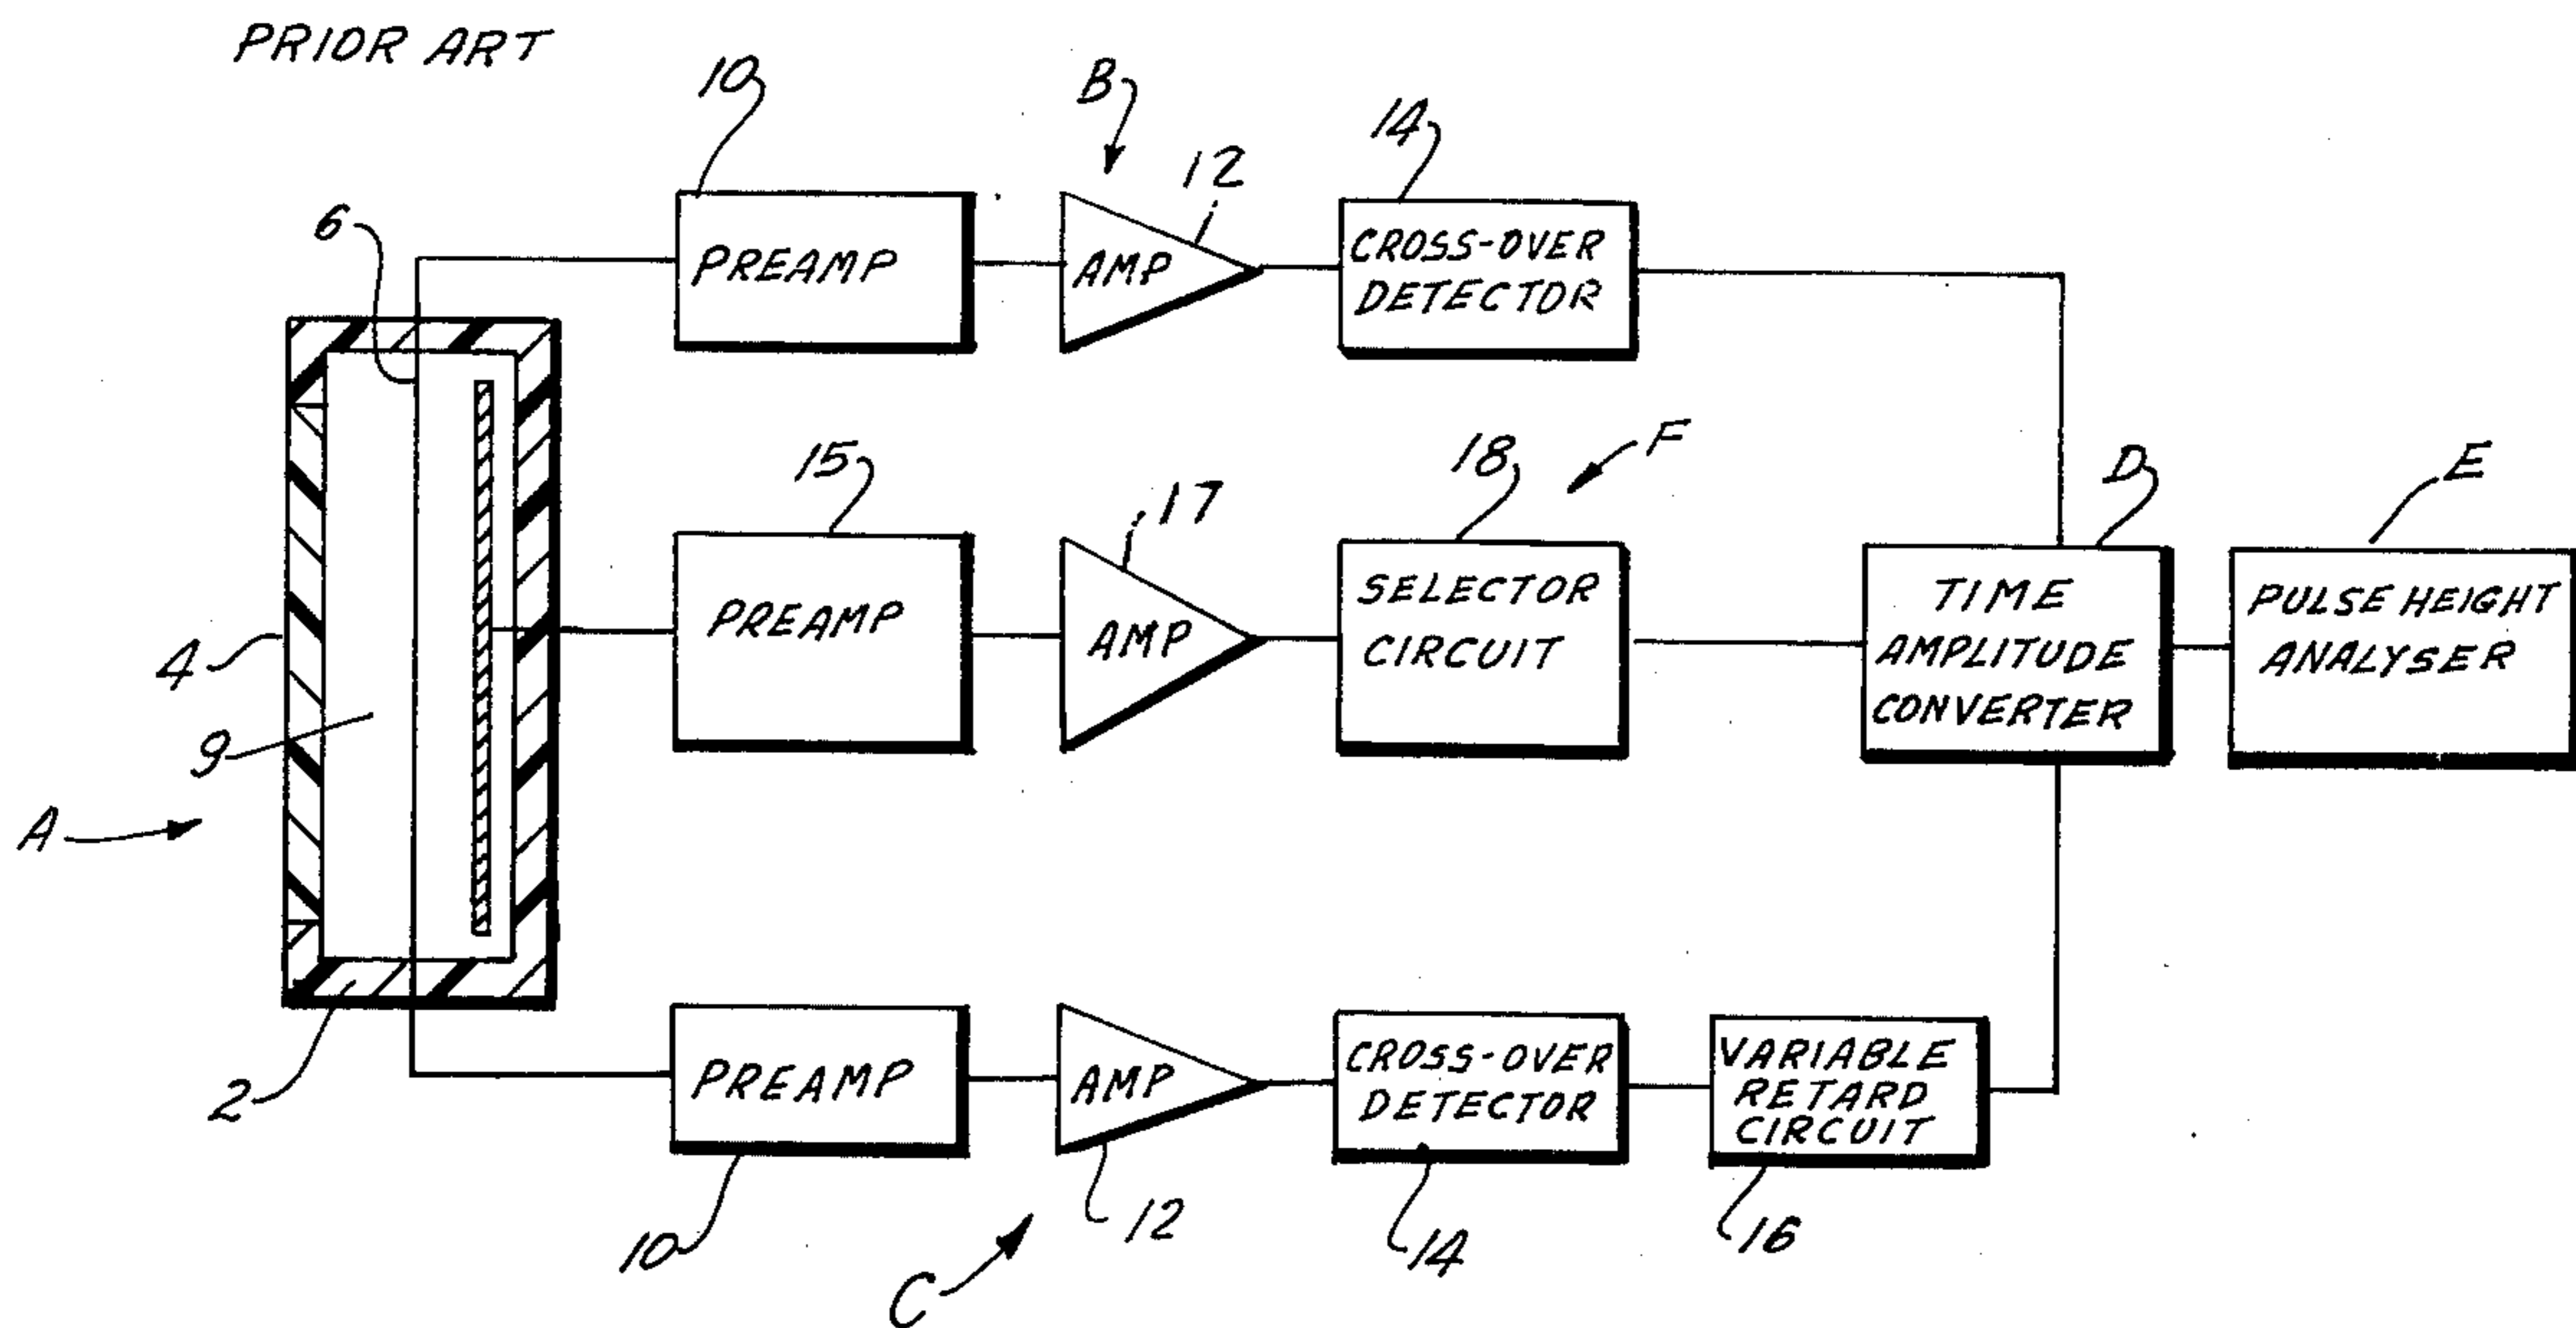 PRIOR ART
10
B
12
14
6
PREAMP
AMP
CROSS-OVER
DETECTOR
15
17
18
F
D
E
4
9
A
2
PREAMP
AMP
SELECTOR
CIRCUIT
TIME
AMPLITUDE
CONVERTER
PULSE HEIGHT
ANALYSER
PREAMP
AMP
CROSS-OVER
DETECTOR
VARIABLE
RETARD
CIRCUIT
10
C
12
14
16